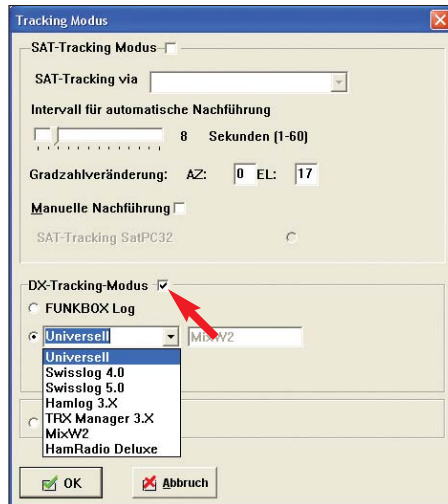 Tracking Modus
SAT-Tracking Modus
SAT-Tracking via
Intervall für automatische Nachführung
8 Sekunden (1-60)
Gradzahlveränderung: AZ: 0 EL: 17
Manuelle Nachführung
SAT-Tracking SatPC32
DX-Tracking-Modus
FUNKBOX Log
Universell MixW2
Universell
Swisslog 4.0
Swisslog 5.0
Hamlog 3.X
TRX Manager 3.X
MixW2
HamRadio Deluxe
OK Abbruch